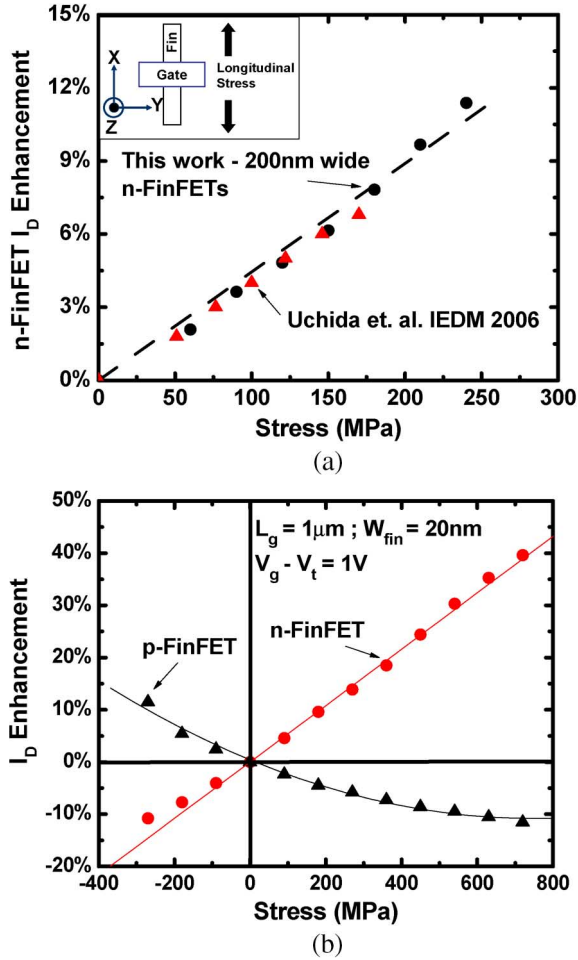 15%
12%
9%
6%
3%
0%
n-FinFET I_D Enhancement
X
Y
Z
Fin
Gate
Longitudinal
Stress
This work - 200nm wide
n-FinFETs
Uchida et. al. IEDM 2006
0 50 100 150 200 250 300
Stress (MPa)
(a)
50%
40%
30%
20%
10%
0%
-10%
-20%
I_D Enhancement
L_g = 1μm ; W_fin = 20nm
V_g - V_t = 1V
p-FinFET
n-FinFET
-400 -200 0 200 400 600 800
Stress (MPa)
(b)